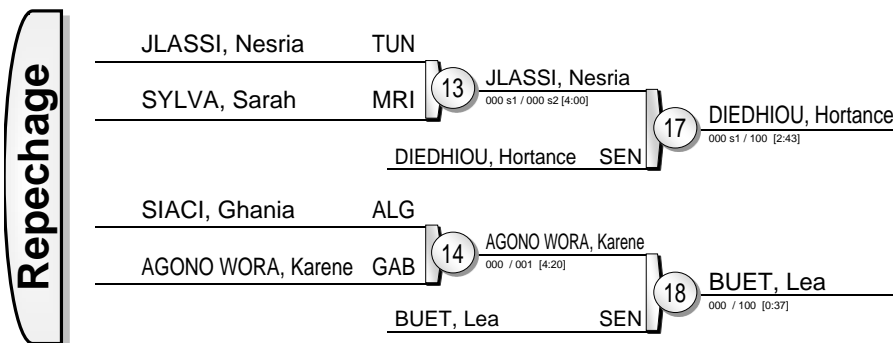 Repechage
JLASSI, Nesria TUN
SYLVA, Sarah MRI
13
JLASSI, Nesria
000 s1 / 000 s2 [4:00]
DIEDHIOU, Hortance SEN
17
DIEDHIOU, Hortance
000 s1 / 100 [2:43]
SIACI, Ghania ALG
AGONO WORA, Karene GAB
14
AGONO WORA, Karene
000 / 001 [4:20]
BUET, Lea SEN
18
BUET, Lea
000 / 100 [0:37]